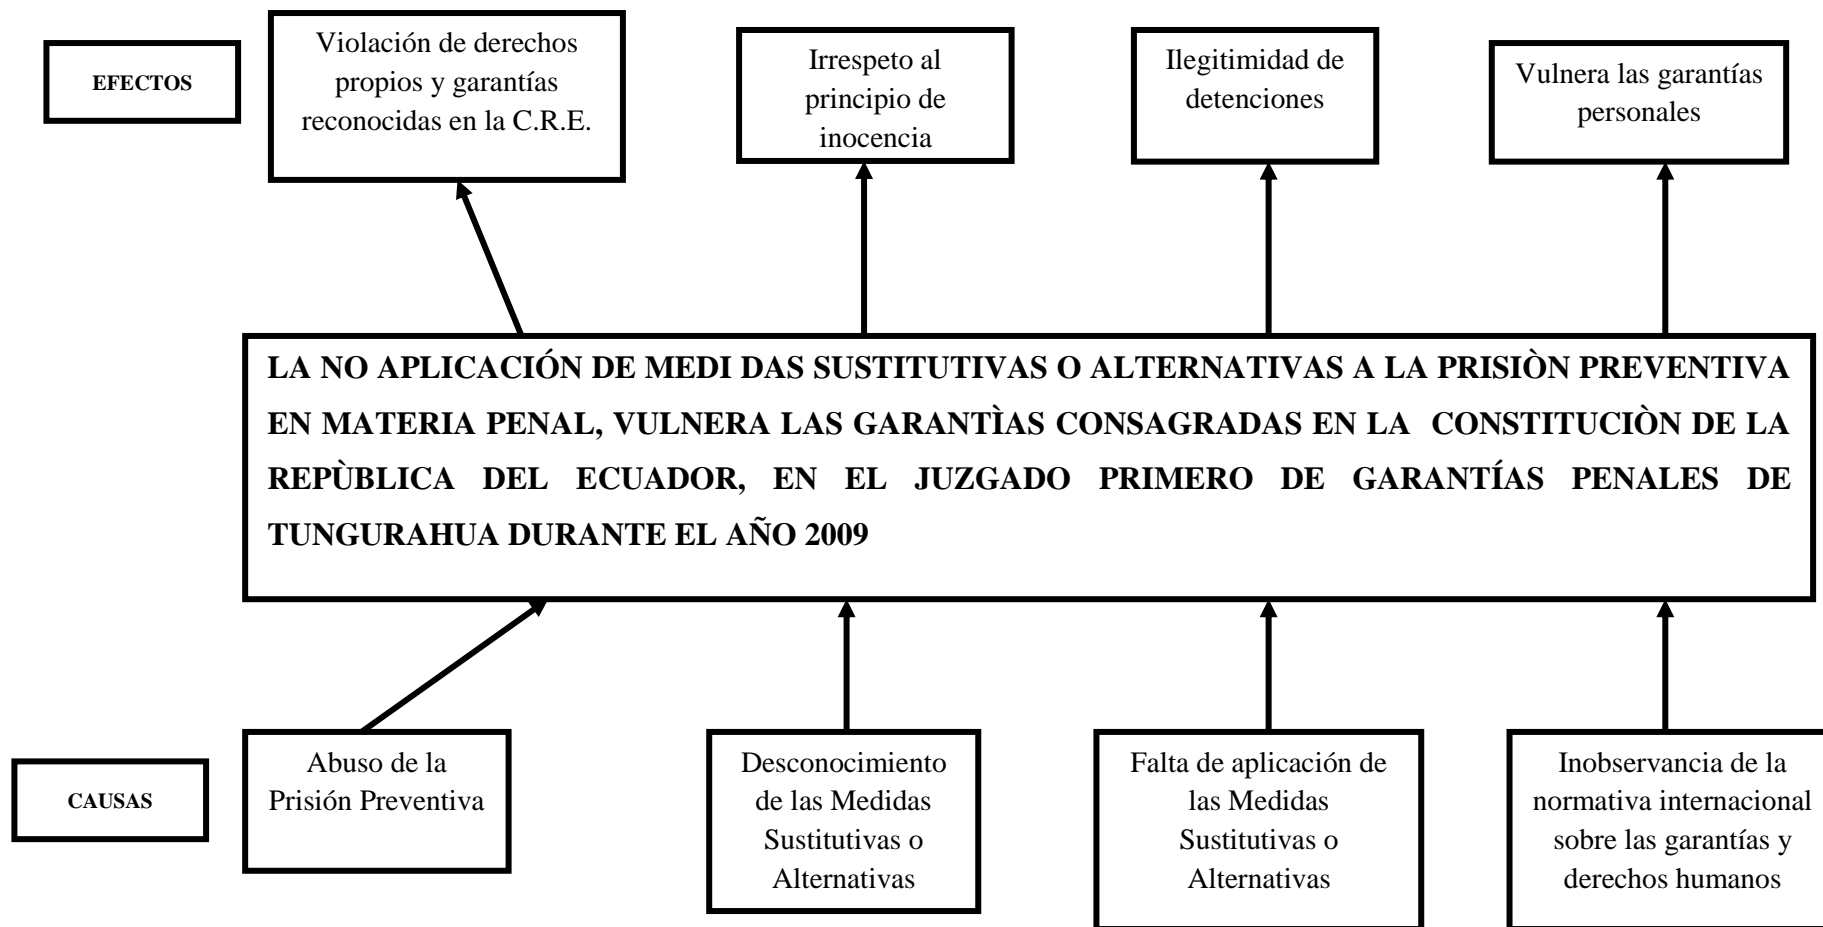 EFECTOS
Violación de derechos
propios y garantías
reconocidas en la C.R.E.
Irrespeto al
principio de
inocencia
Ilegitimidad de
detenciones
Vulnera las garantías
personales
LA NO APLICACIÓN DE MEDI DAS SUSTITUTIVAS O ALTERNATIVAS A LA PRISIÒN PREVENTIVA
EN MATERIA PENAL, VULNERA LAS GARANTÌAS CONSAGRADAS EN LA CONSTITUCIÒN DE LA
REPÙBLICA DEL ECUADOR, EN EL JUZGADO PRIMERO DE GARANTÍAS PENALES DE
TUNGURAHUA DURANTE EL AÑO 2009
CAUSAS
Abuso de la
Prisión Preventiva
Desconocimiento
de las Medidas
Sustitutivas o
Alternativas
Falta de aplicación de
las Medidas
Sustitutivas o
Alternativas
Inobservancia de la
normativa internacional
sobre las garantías y
derechos humanos